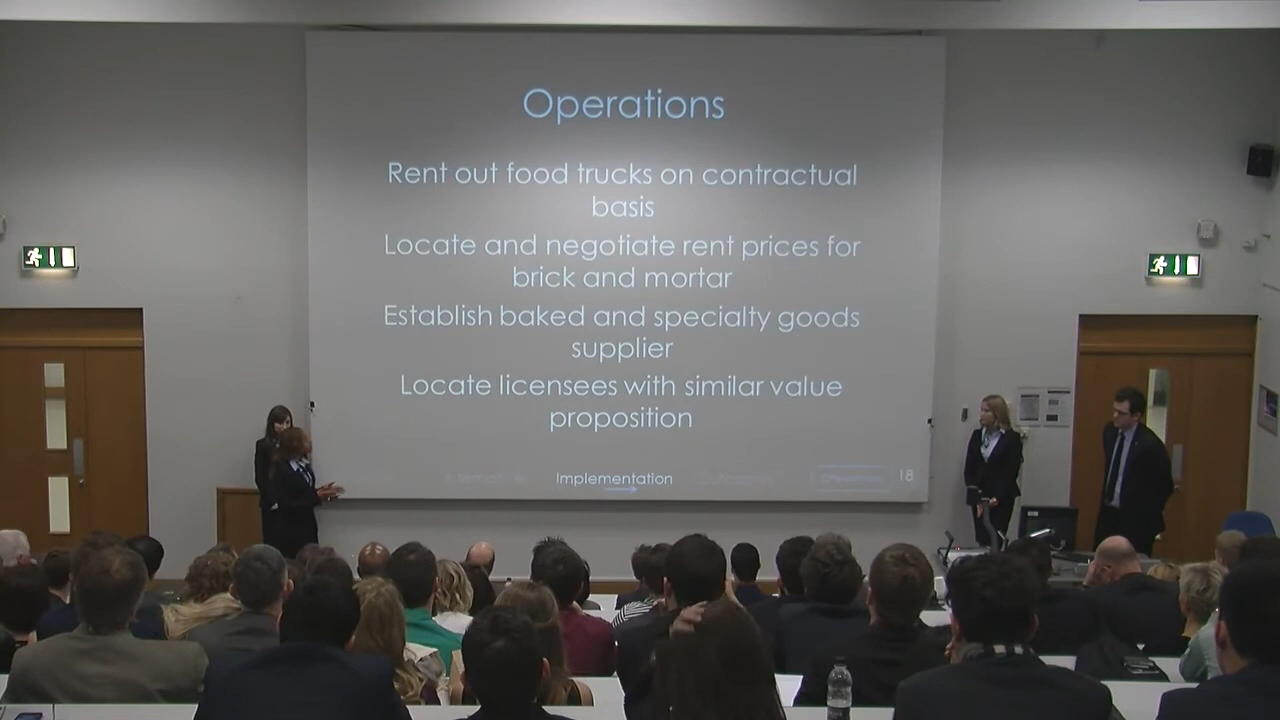 Operations
Rent out food trucks on contractual
basis
Locate and negotiate rent prices for
brick and mortar
Establish baked and specialty goods
supplier
Locate licensees with similar value
proposition
Implementation
18